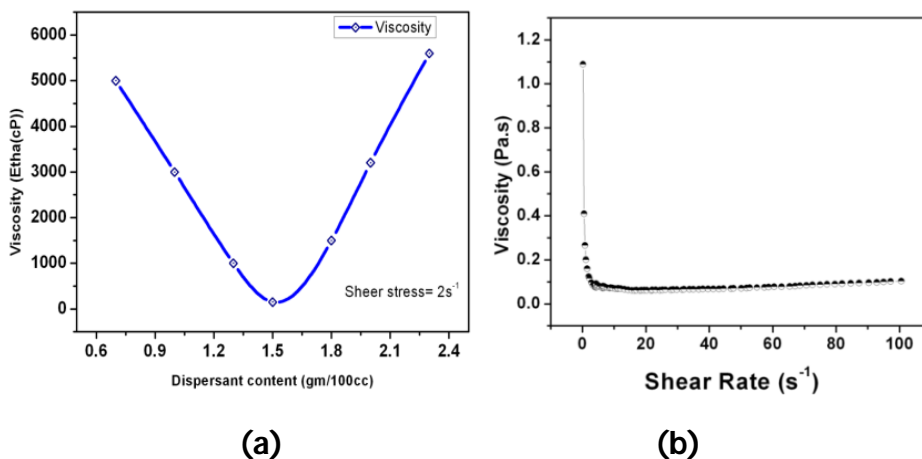 Viscosity
6000
5000
4000
3000
2000
1000
0
Viscosity (Etha(cP))
Sheer stress= 2s⁻¹
0.6 0.9 1.2 1.5 1.8 2.1 2.4
Dispersant content (gm/100cc)
(a)
1.2
1.0
0.8
0.6
0.4
0.2
0.0
Viscosity (Pa.s)
0 20 40 60 80 100
Shear Rate (s⁻¹)
(b)